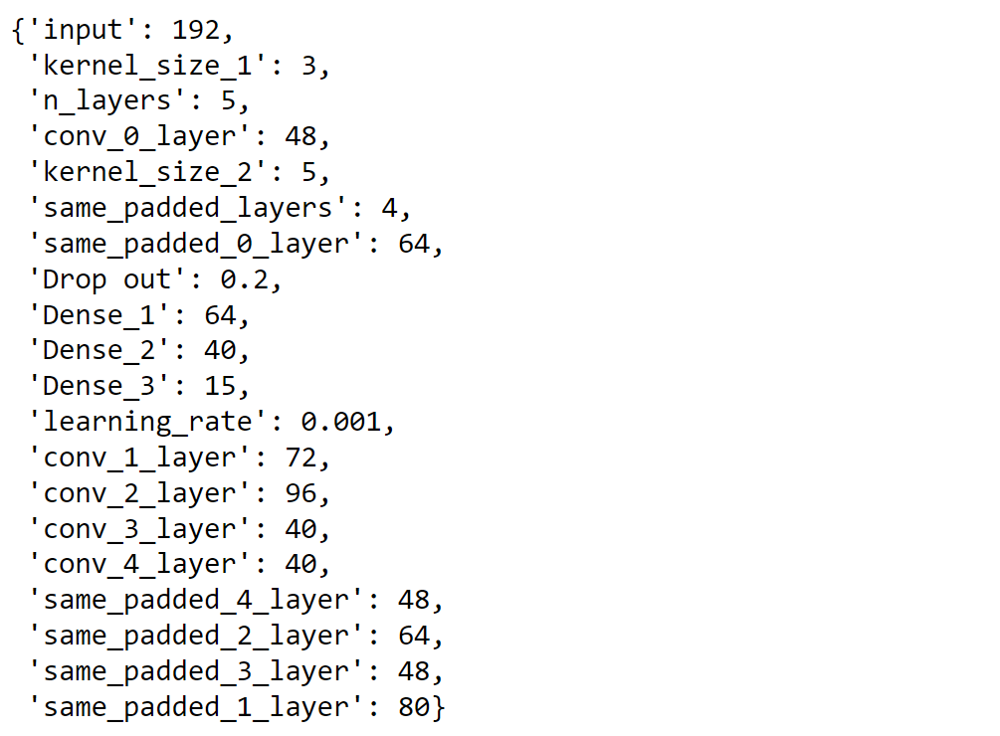 {'input': 192,
'kernel_size_1': 3,
'n_layers': 5,
'conv_0_layer': 48,
'kernel_size_2': 5,
'same_padded_layers': 4,
'same_padded_0_layer': 64,
'Drop out': 0.2,
'Dense_1': 64,
'Dense_2': 40,
'Dense_3': 15,
'learning_rate': 0.001,
'conv_1_layer': 72,
'conv_2_layer': 96,
'conv_3_layer': 40,
'conv_4_layer': 40,
'same_padded_4_layer': 48,
'same_padded_2_layer': 64,
'same_padded_3_layer': 48,
'same_padded_1_layer': 80}